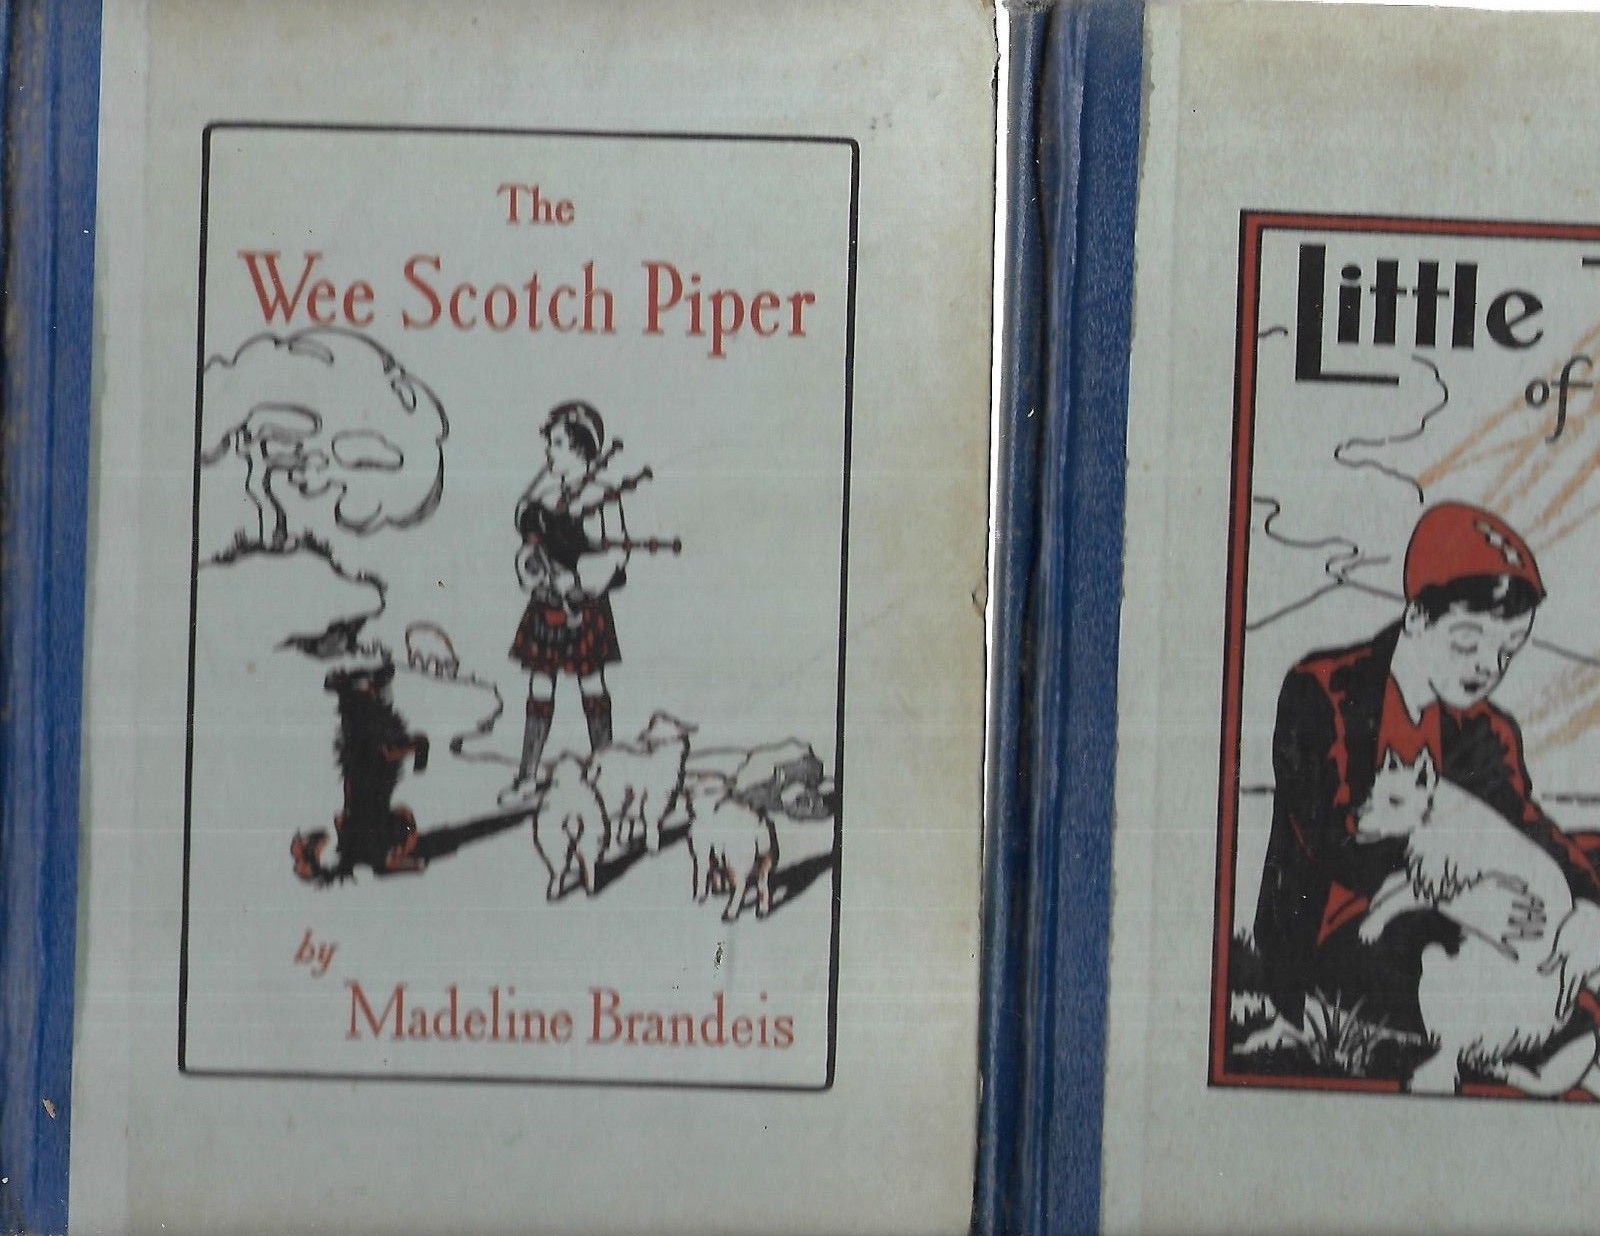 The
Wee Scotch Piper
by
Madeline Brandeis
Little
of